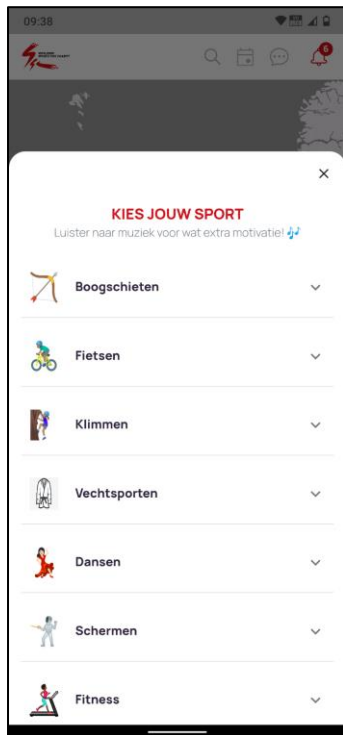 09:38
6
KIES JOUW SPORT
Luister naar muziek voor wat extra motivatie! 🎶
Boogschieten
Fietsen
Klimmen
Vechtsporten
Dansen
Schermen
Fitness